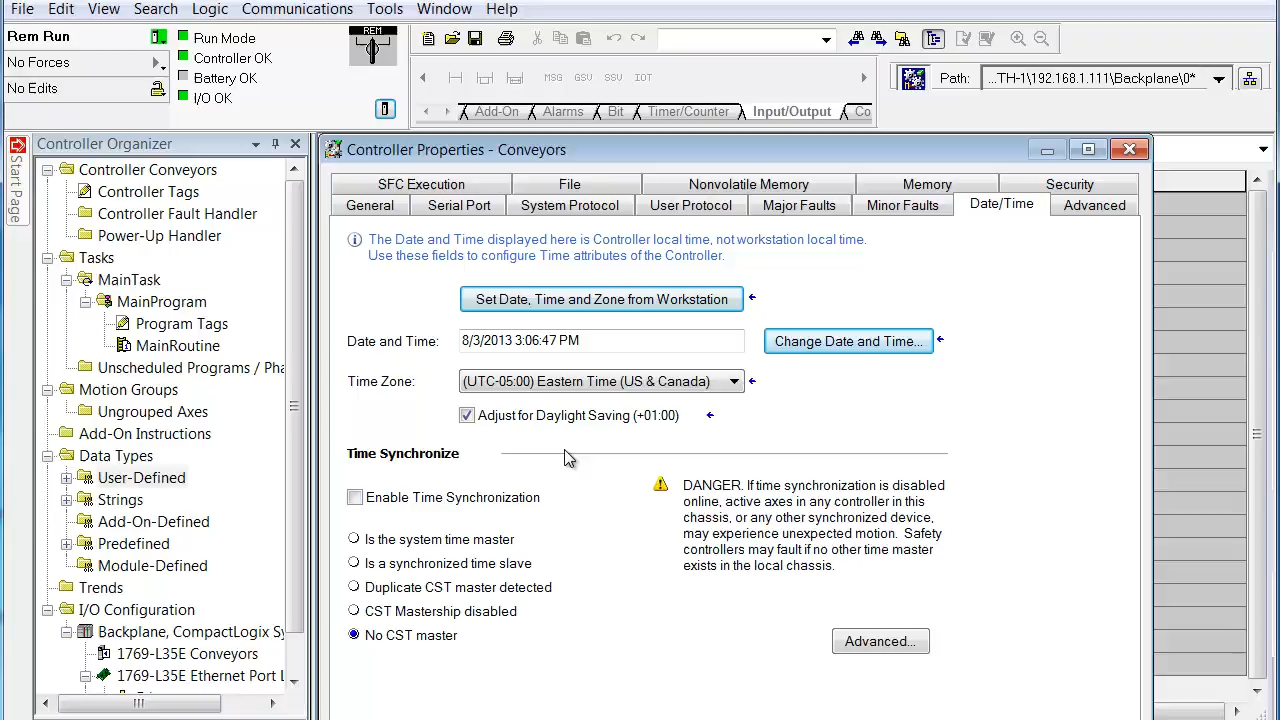 File Edit View Search Logic Communications Tools Window Help
Rem Run
No Forces
No Edits
Run Mode
Controller OK
Battery OK
I/O OK
REM
MSG GSV SSV IOT
Add-On Alarms Bit Timer/Counter Input/Output Co
Path: ...TH-1\192.168.1.111\Backplane\0*
Start Page
Controller Organizer
Controller Conveyors
Controller Tags
Controller Fault Handler
Power-Up Handler
Tasks
MainTask
MainProgram
Program Tags
MainRoutine
Unscheduled Programs / Pha
Motion Groups
Ungrouped Axes
Add-On Instructions
Data Types
User-Defined
Strings
Add-On-Defined
Predefined
Module-Defined
Trends
I/O Configuration
Backplane, CompactLogix Sy
1769-L35E Conveyors
1769-L35E Ethernet Port L
Controller Properties - Conveyors
SFC Execution File Nonvolatile Memory Memory Security
General Serial Port System Protocol User Protocol Major Faults Minor Faults Date/Time Advanced
The Date and Time displayed here is Controller local time, not workstation local time.
Use these fields to configure Time attributes of the Controller.
Set Date, Time and Zone from Workstation
Date and Time: 8/3/2013 3:06:47 PM Change Date and Time...
Time Zone: (UTC-05:00) Eastern Time (US & Canada)
Adjust for Daylight Saving (+01:00)
Time Synchronize
Enable Time Synchronization
Is the system time master
Is a synchronized time slave
Duplicate CST master detected
CST Mastership disabled
No CST master
DANGER. If time synchronization is disabled
online, active axes in any controller in this
chassis, or any other synchronized device,
may experience unexpected motion. Safety
controllers may fault if no other time master
exists in the local chassis.
Advanced...